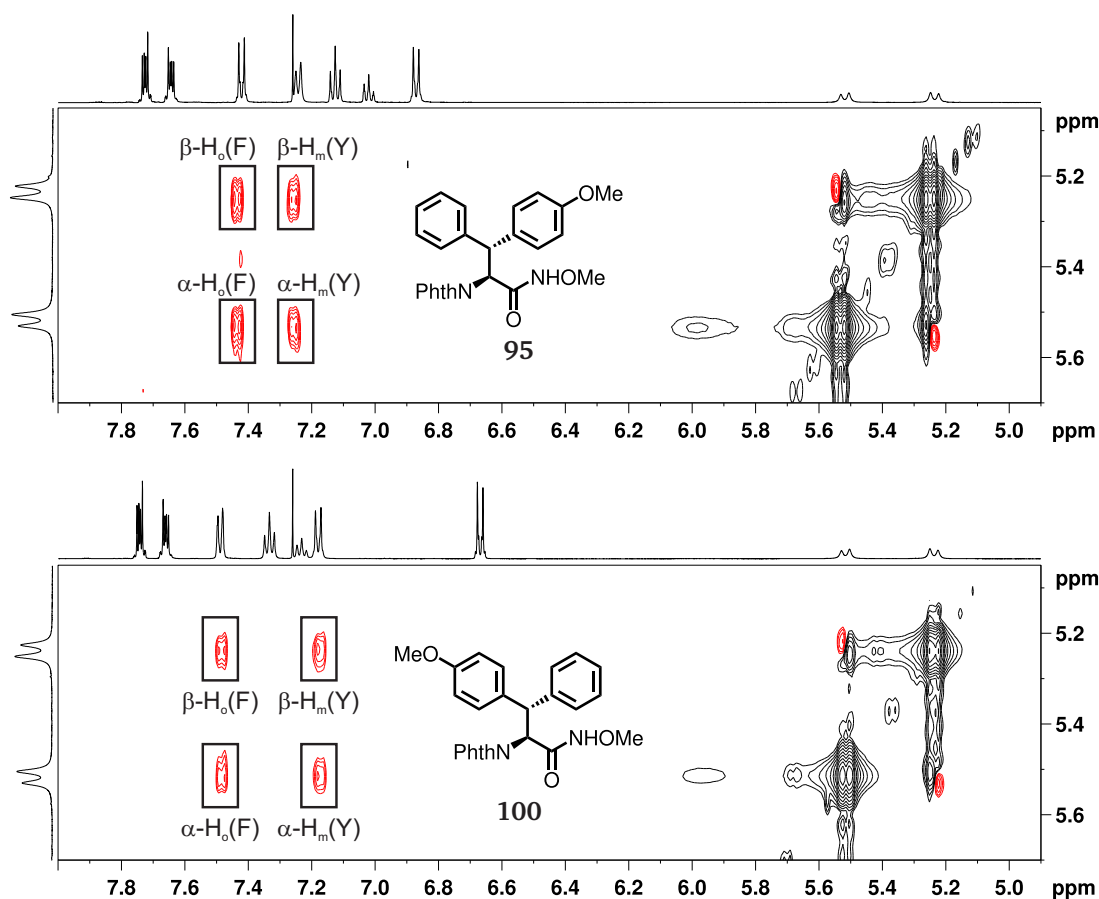 ppm
β-Hₒ(F) β-Hₘ(Y)
5.2
OMe
α-Hₒ(F) α-Hₘ(Y)
5.4
PhthN NHOMe
O
95
5.6
7.8 7.6 7.4 7.2 7.0 6.8 6.6 6.4 6.2 6.0 5.8 5.6 5.4 5.2 5.0 ppm
ppm
5.2
MeO
β-Hₒ(F) β-Hₘ(Y)
5.4
PhthN NHOMe
O
100
5.6
α-Hₒ(F) α-Hₘ(Y)
7.8 7.6 7.4 7.2 7.0 6.8 6.6 6.4 6.2 6.0 5.8 5.6 5.4 5.2 5.0 ppm